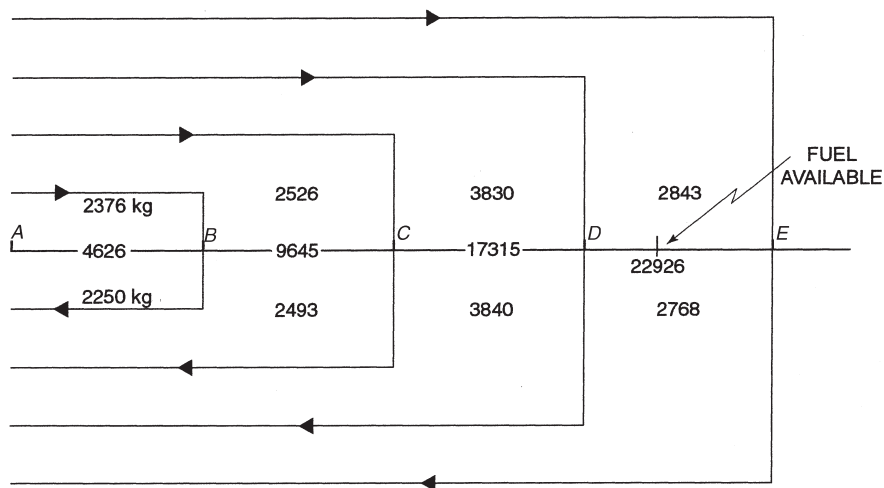 FUEL
AVAILABLE
2526 3830 2843
2376 kg
A B C D E
4626 9645 17315
22926
2250 kg 2493 3840 2768